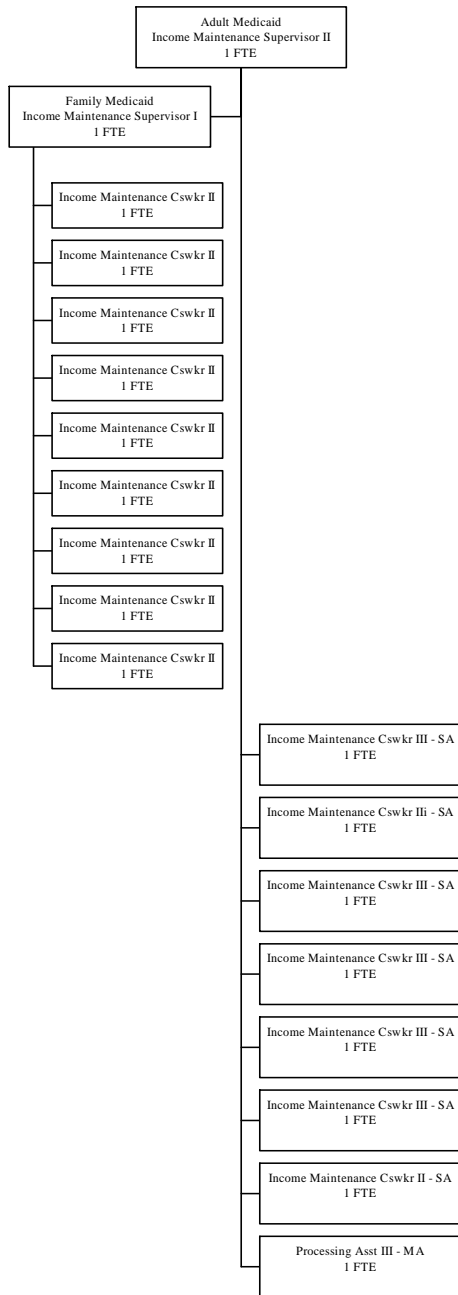 Adult Medicaid
Income Maintenance Supervisor II
1 FTE
Family Medicaid
Income Maintenance Supervisor I
1 FTE
Income Maintenance Cswkr II
1 FTE
Income Maintenance Cswkr II
1 FTE
Income Maintenance Cswkr II
1 FTE
Income Maintenance Cswkr II
1 FTE
Income Maintenance Cswkr II
1 FTE
Income Maintenance Cswkr II
1 FTE
Income Maintenance Cswkr II
1 FTE
Income Maintenance Cswkr II
1 FTE
Income Maintenance Cswkr II
1 FTE
Income Maintenance Cswkr III - SA
1 FTE
Income Maintenance Cswkr IIi - SA
1 FTE
Income Maintenance Cswkr III - SA
1 FTE
Income Maintenance Cswkr III - SA
1 FTE
Income Maintenance Cswkr III - SA
1 FTE
Income Maintenance Cswkr III - SA
1 FTE
Income Maintenance Cswkr II - SA
1 FTE
Processing Asst III - MA
1 FTE